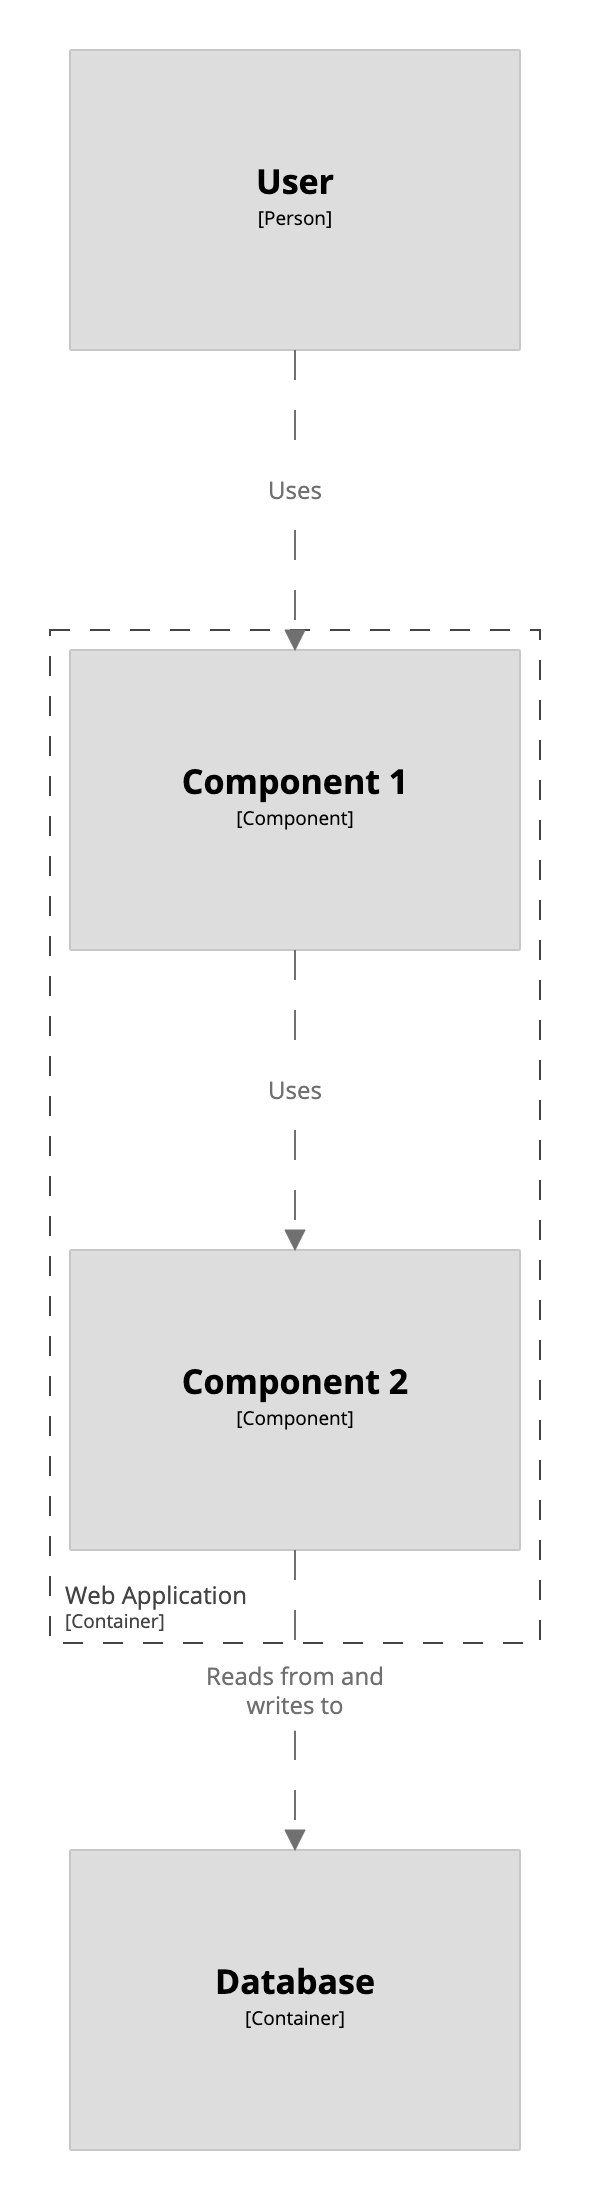 User
[Person]
Uses
Component 1
[Component]
Uses
Component 2
[Component]
Web Application
[Container]
Reads from and
writes to
Database
[Container]